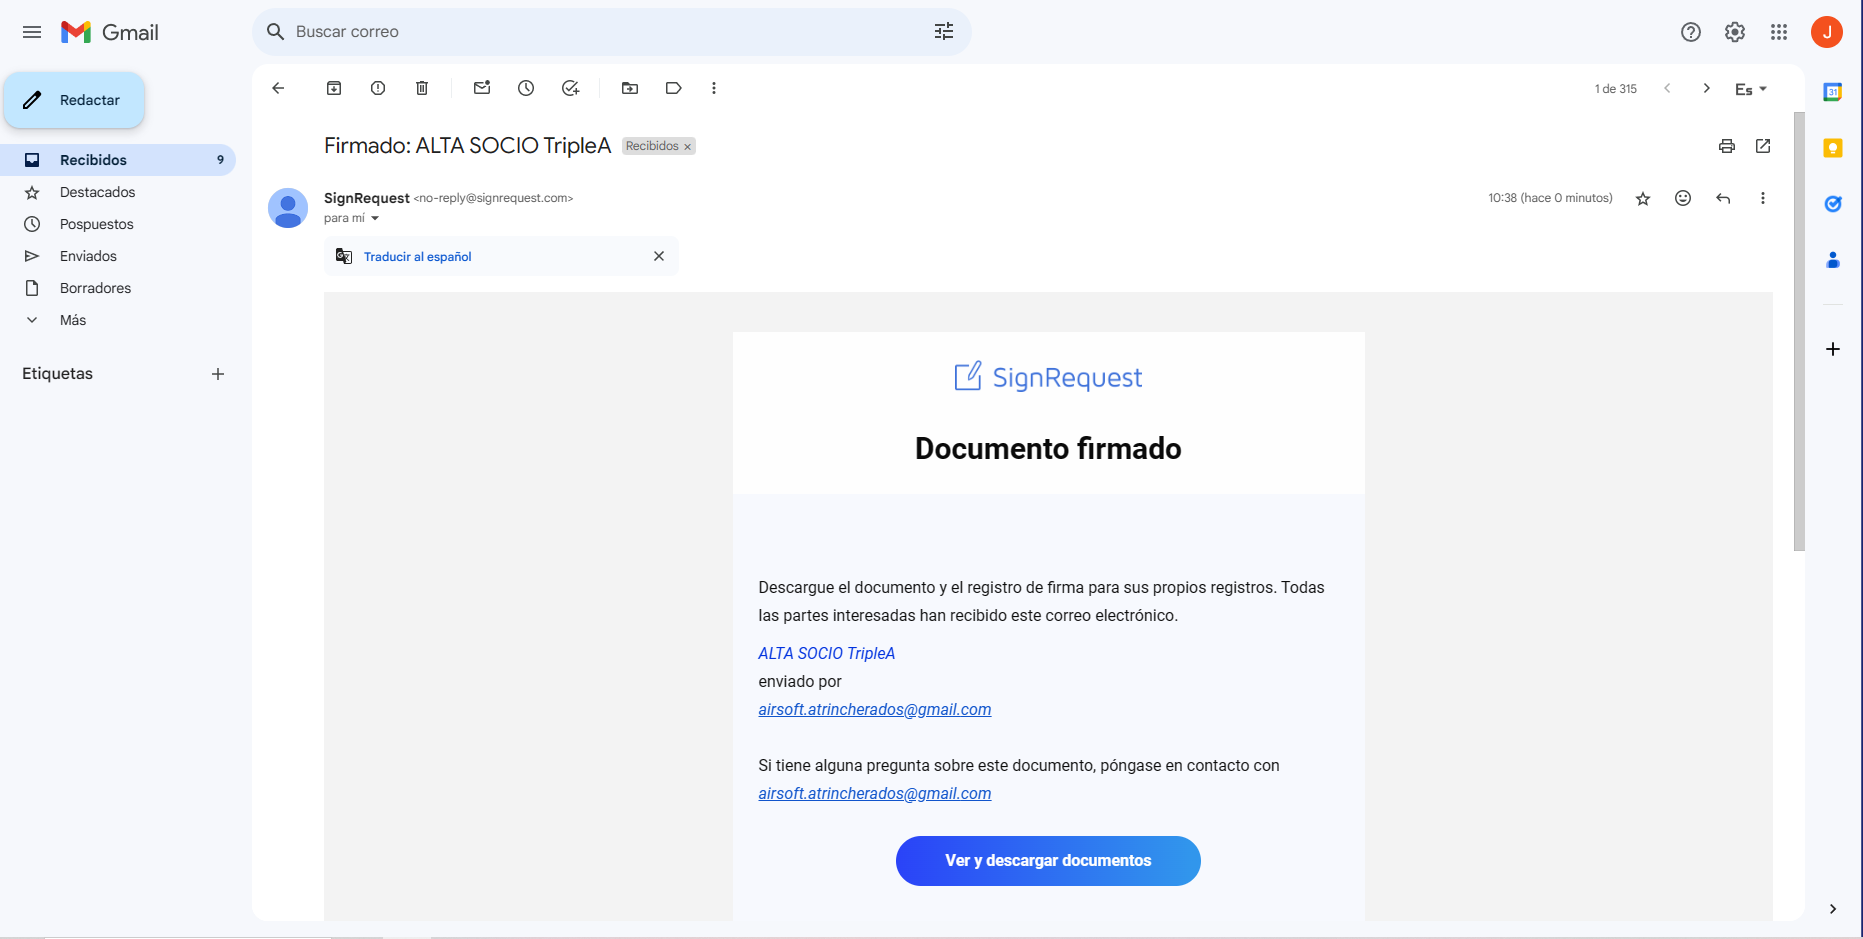 Gmail
Buscar correo
J
Redactar
1 de 315
Es
31
Recibidos 9
Firmado: ALTA SOCIO TripleA Recibidos ×
Destacados
SignRequest <no-reply@signrequest.com>
10:38 (hace 0 minutos)
para mí
Pospuestos
Enviados
Traducir al español
Borradores
Más
Etiquetas
SignRequest
Documento firmado
Descargue el documento y el registro de firma para sus propios registros. Todas
las partes interesadas han recibido este correo electrónico.
ALTA SOCIO TripleA
enviado por
airsoft.atrincherados@gmail.com
Si tiene alguna pregunta sobre este documento, póngase en contacto con
airsoft.atrincherados@gmail.com
Ver y descargar documentos